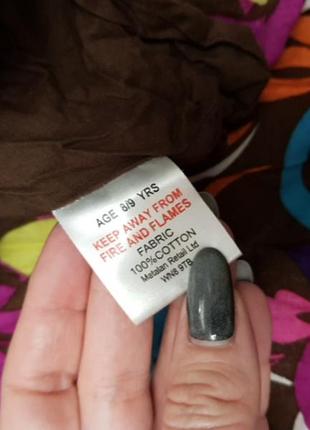 AGE 8/9 YRS
KEEP AWAY FROM
FIRE AND FLAMES
FABRIC
100%COTTON
Matalan Retail Ltd
WN8 9TB